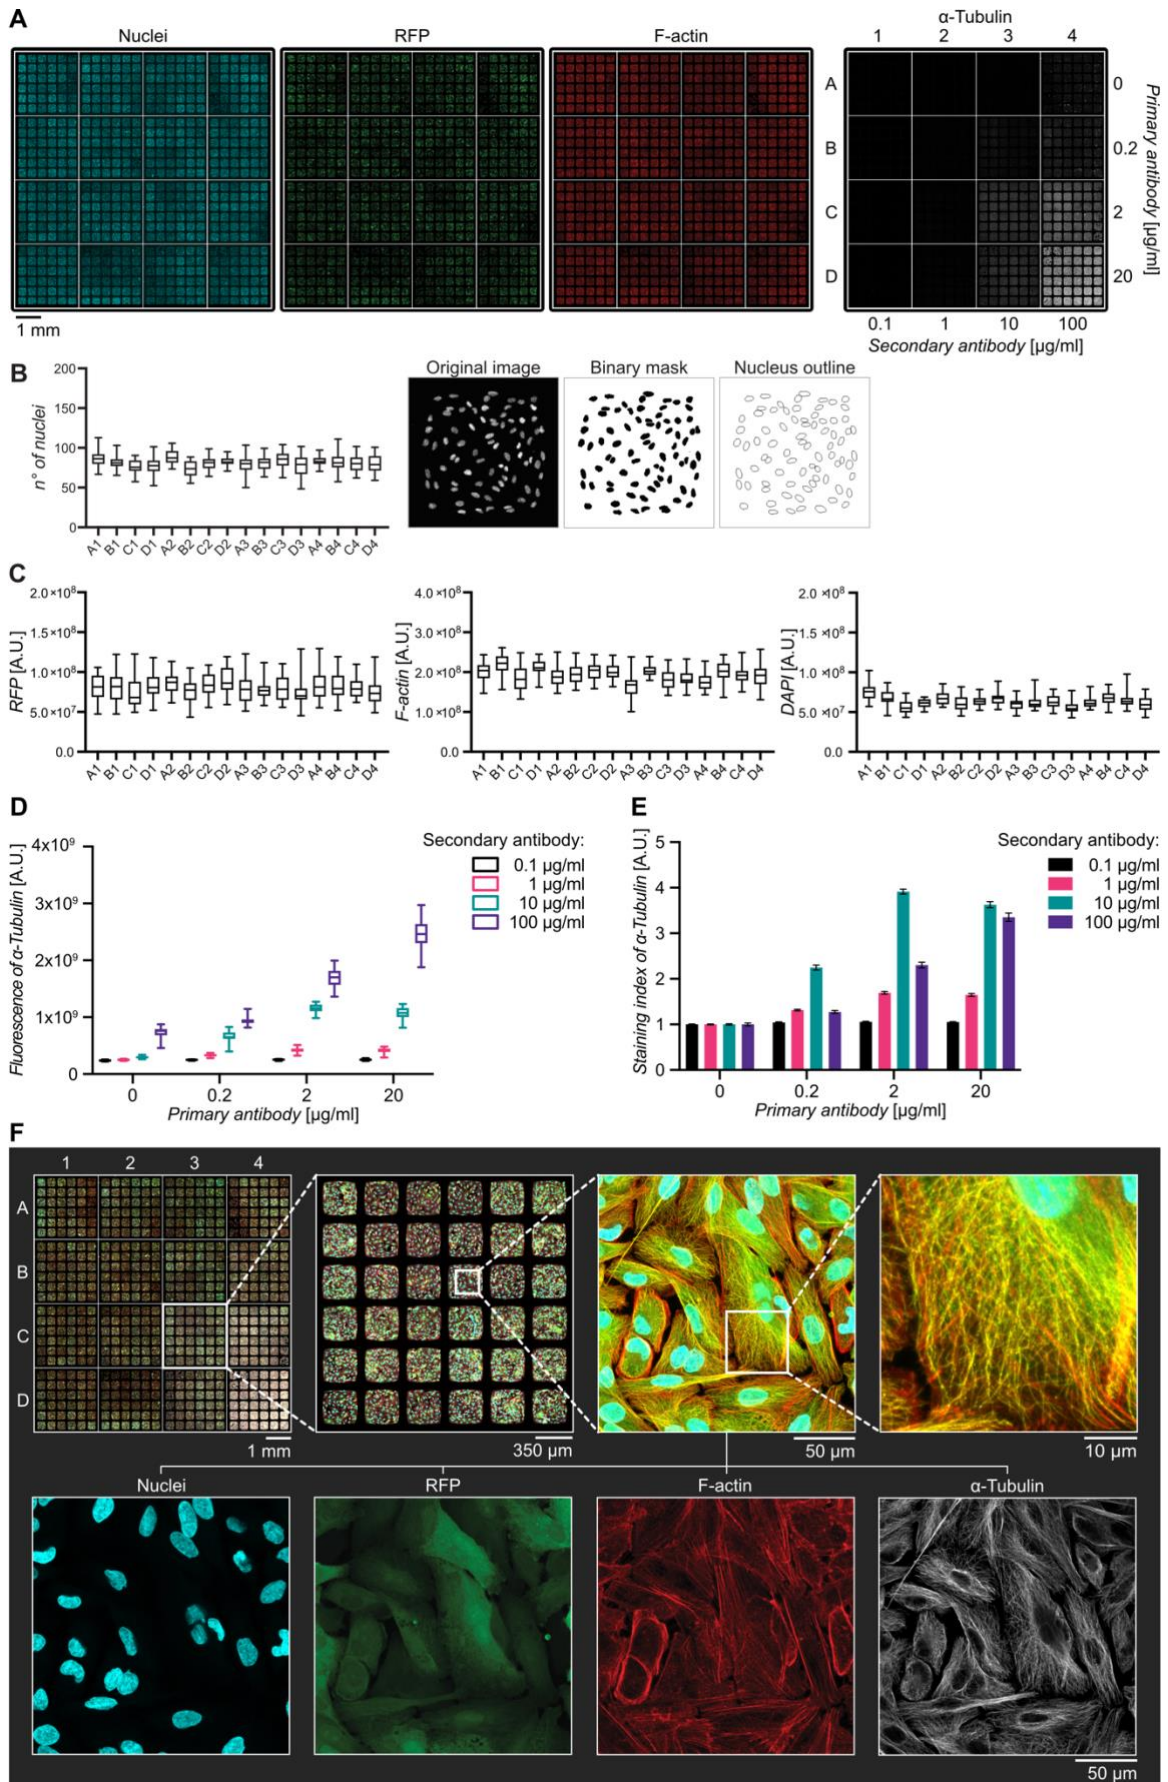 A
Nuclei
RFP
F-actin
α-Tubulin
1 2 3 4
A 0
B 0.2
C 2
D 20
Primary antibody [µg/ml]
0.1 1 10 100
Secondary antibody [µg/ml]
1 mm
B
200
150
100
50
0
n° of nuclei
A1 B1 C1 D1 A2 B2 C2 D2 A3 B3 C3 D3 A4 B4 C4 D4
Original image
Binary mask
Nucleus outline
C
2.0×10⁸
1.5×10⁸
1.0×10⁸
5.0×10⁷
0.0
RFP [A.U.]
A1 B1 C1 D1 A2 B2 C2 D2 A3 B3 C3 D3 A4 B4 C4 D4
4.0×10⁸
3.0×10⁸
2.0×10⁸
1.0×10⁸
0.0
F-actin [A.U.]
A1 B1 C1 D1 A2 B2 C2 D2 A3 B3 C3 D3 A4 B4 C4 D4
2.0×10⁸
1.5×10⁸
1.0×10⁸
5.0×10⁷
0.0
DAPI [A.U.]
A1 B1 C1 D1 A2 B2 C2 D2 A3 B3 C3 D3 A4 B4 C4 D4
D
4x10⁹
3x10⁹
2x10⁹
1x10⁹
0
Fluorescence of α-Tubulin [A.U.]
0 0.2 2 20
Primary antibody [µg/ml]
Secondary antibody:
0.1 µg/ml
1 µg/ml
10 µg/ml
100 µg/ml
E
5
4
3
2
1
0
Staining index of α-Tubulin [A.U.]
0 0.2 2 20
Primary antibody [µg/ml]
Secondary antibody:
0.1 µg/ml
1 µg/ml
10 µg/ml
100 µg/ml
F
1 2 3 4
A
B
C
D
1 mm
350 µm
50 µm
10 µm
Nuclei
RFP
F-actin
α-Tubulin
50 µm